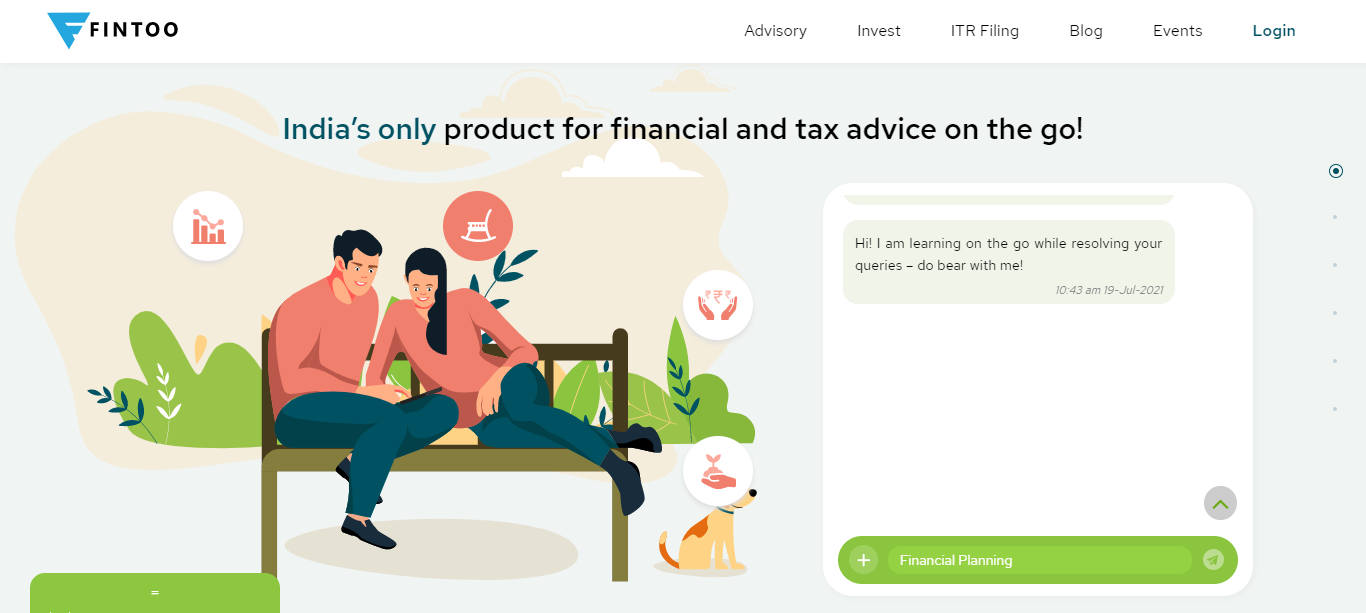 FINTOO
Advisory
Invest
ITR Filing
Blog
Events
Login
India's only product for financial and tax advice on the go!
Hi! I am learning on the go while resolving your
queries – do bear with me!
10:43 am 19-Jul-2021
Financial Planning